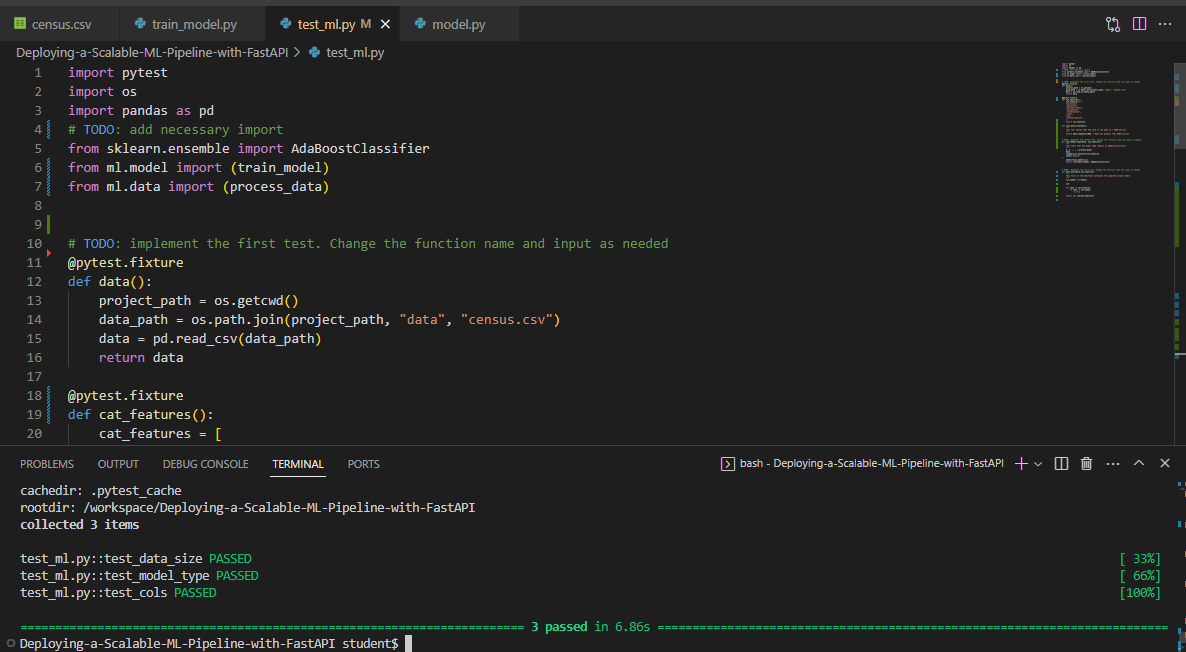 census.csv train_model.py test_ml.py M model.py
Deploying-a-Scalable-ML-Pipeline-with-FastAPI > test_ml.py
1 import pytest
2 import os
3 import pandas as pd
4 # TODO: add necessary import
5 from sklearn.ensemble import AdaBoostClassifier
6 from ml.model import (train_model)
7 from ml.data import (process_data)
8
9
10 # TODO: implement the first test. Change the function name and input as needed
11 @pytest.fixture
12 def data():
13     project_path = os.getcwd()
14     data_path = os.path.join(project_path, "data", "census.csv")
15     data = pd.read_csv(data_path)
16     return data
17
18 @pytest.fixture
19 def cat_features():
20     cat_features = [
PROBLEMS OUTPUT DEBUG CONSOLE TERMINAL PORTS bash - Deploying-a-Scalable-ML-Pipeline-with-FastAPI
cachedir: .pytest_cache
rootdir: /workspace/Deploying-a-Scalable-ML-Pipeline-with-FastAPI
collected 3 items
test_ml.py::test_data_size PASSED [ 33%]
test_ml.py::test_model_type PASSED [ 66%]
test_ml.py::test_cols PASSED [100%]
3 passed in 6.86s
Deploying-a-Scalable-ML-Pipeline-with-FastAPI student$